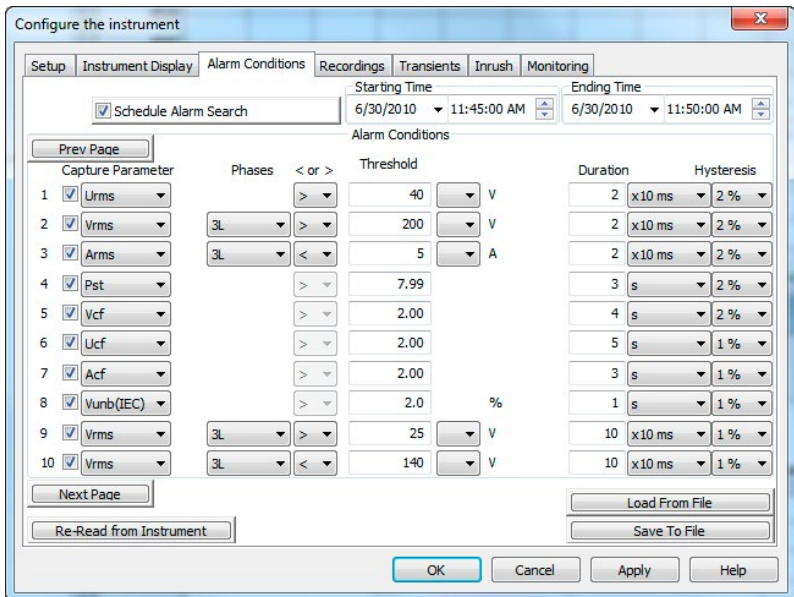 Configure the instrument
Setup Instrument Display Alarm Conditions Recordings Transients Inrush Monitoring
Starting Time Ending Time
Schedule Alarm Search 6/30/2010 11:45:00 AM 6/30/2010 11:50:00 AM
Alarm Conditions
Prev Page
Capture Parameter Phases < or > Threshold Duration Hysteresis
1 Urms > 40 V 2 x10 ms 2 %
2 Vrms 3L > 200 V 2 x10 ms 2 %
3 Arms 3L < 5 A 2 x10 ms 2 %
4 Pst > 7.99 3 s 2 %
5 Vcf > 2.00 4 s 2 %
6 Ucf > 2.00 5 s 1 %
7 Acf > 2.00 3 s 1 %
8 Vunb(IEC) > 2.0 % 1 s 1 %
9 Vrms 3L > 25 V 10 x10 ms 1 %
10 Vrms 3L < 140 V 10 x10 ms 1 %
Next Page Load From File
Re-Read from Instrument Save To File
OK Cancel Apply Help